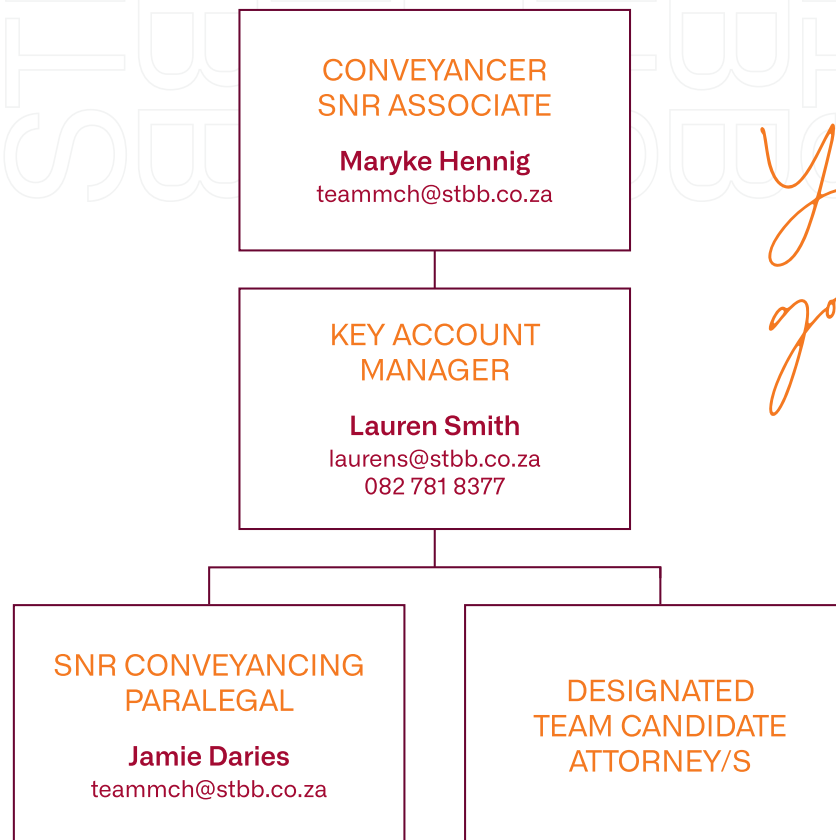 CONVEYANCER
SNR ASSOCIATE
Maryke Hennig
teammch@stbb.co.za
KEY ACCOUNT
MANAGER
Lauren Smith
laurens@stbb.co.za
082 781 8377
SNR CONVEYANCING
PARALEGAL
Jamie Daries
teammch@stbb.co.za
DESIGNATED
TEAM CANDIDATE
ATTORNEY/S